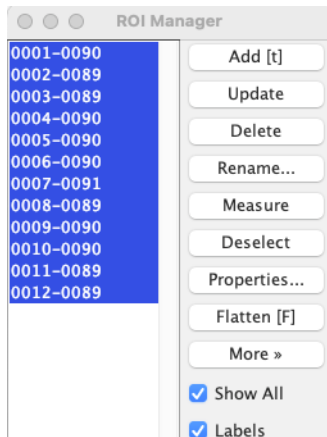 ROI Manager
0001-0090
0002-0089
0003-0089
0004-0090
0005-0090
0006-0090
0007-0091
0008-0089
0009-0090
0010-0090
0011-0089
0012-0089
Add [t]
Update
Delete
Rename...
Measure
Deselect
Properties...
Flatten [F]
More »
Show All
Labels